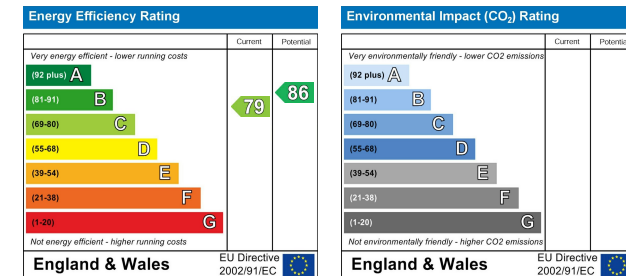 Energy Efficiency Rating
Current Potential
Very energy efficient - lower running costs
(92 plus) A
(81-91) B
(69-80) C
(55-68) D
(39-54) E
(21-38) F
(1-20) G
79
86
Not energy efficient - higher running costs
England & Wales
EU Directive
2002/91/EC
Environmental Impact (CO2) Rating
Current Potential
Very environmentally friendly - lower CO2 emissions
(92 plus) A
(81-91) B
(69-80) C
(55-68) D
(39-54) E
(21-38) F
(1-20) G
Not environmentally friendly - higher CO2 emissions
England & Wales
EU Directive
2002/91/EC